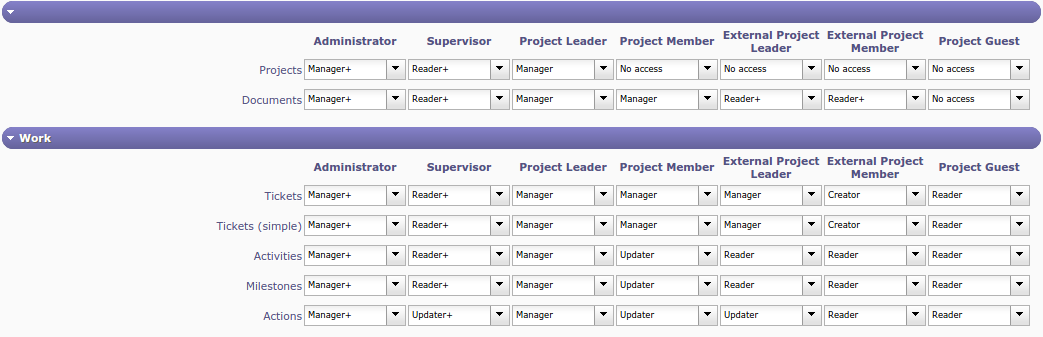 Administrator Supervisor Project Leader Project Member External Project Leader External Project Member Project Guest
Projects Manager+ Reader+ Manager No access No access No access No access
Documents Manager+ Reader+ Manager Manager Reader+ Reader+ No access
Work
Administrator Supervisor Project Leader Project Member External Project Leader External Project Member Project Guest
Tickets Manager+ Reader+ Manager Manager Manager Creator Reader
Tickets (simple) Manager+ Reader+ Manager Manager Manager Creator Reader
Activities Manager+ Reader+ Manager Updater Reader Reader Reader
Milestones Manager+ Reader+ Manager Updater Reader Reader Reader
Actions Manager+ Updater+ Manager Updater Updater Reader Reader